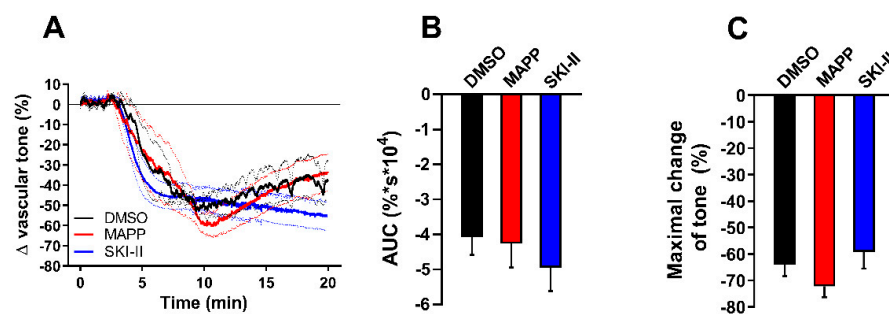 A
Δ vascular tone (%)
10
0
-10
-20
-30
-40
-50
-60
-70
-80
DMSO
MAPP
SKI-II
0
5
10
15
20
Time (min)
B
DMSO
MAPP
SKI-II
AUC (%*s*10⁴)
0
-1
-2
-3
-4
-5
-6
C
DMSO
MAPP
SKI-II
Maximal change
of tone (%)
0
-10
-20
-30
-40
-50
-60
-70
-80